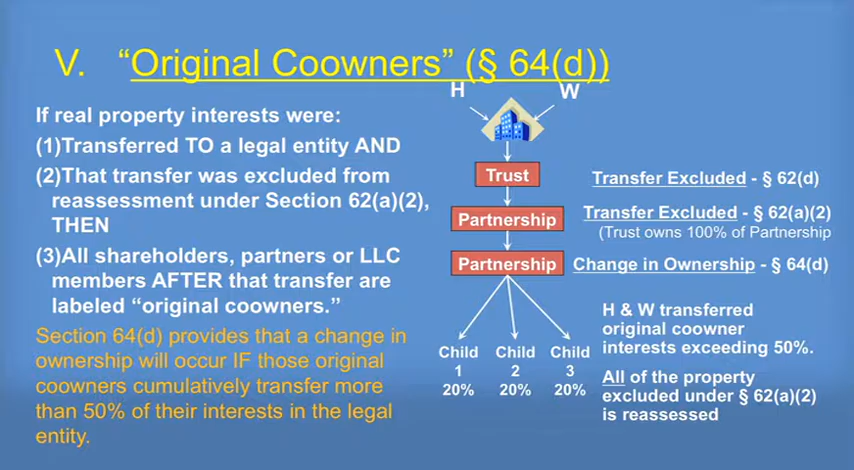 V. “Original Coowners” (§ 64(d))
If real property interests were:
(1)Transferred TO a legal entity AND
(2)That transfer was excluded from
reassessment under Section 62(a)(2),
THEN
(3)All shareholders, partners or LLC
members AFTER that transfer are
labeled “original coowners.”
Section 64(d) provides that a change in
ownership will occur IF those original
coowners cumulatively transfer more
than 50% of their interests in the legal
entity.
H W
Trust
Transfer Excluded - § 62(d)
Partnership
Transfer Excluded - § 62(a)(2)
(Trust owns 100% of Partnership
Partnership
Change in Ownership - § 64(d)
Child Child Child
1 2 3
20% 20% 20%
H & W transferred
original coowner
interests exceeding 50%.
All of the property
excluded under § 62(a)(2)
is reassessed